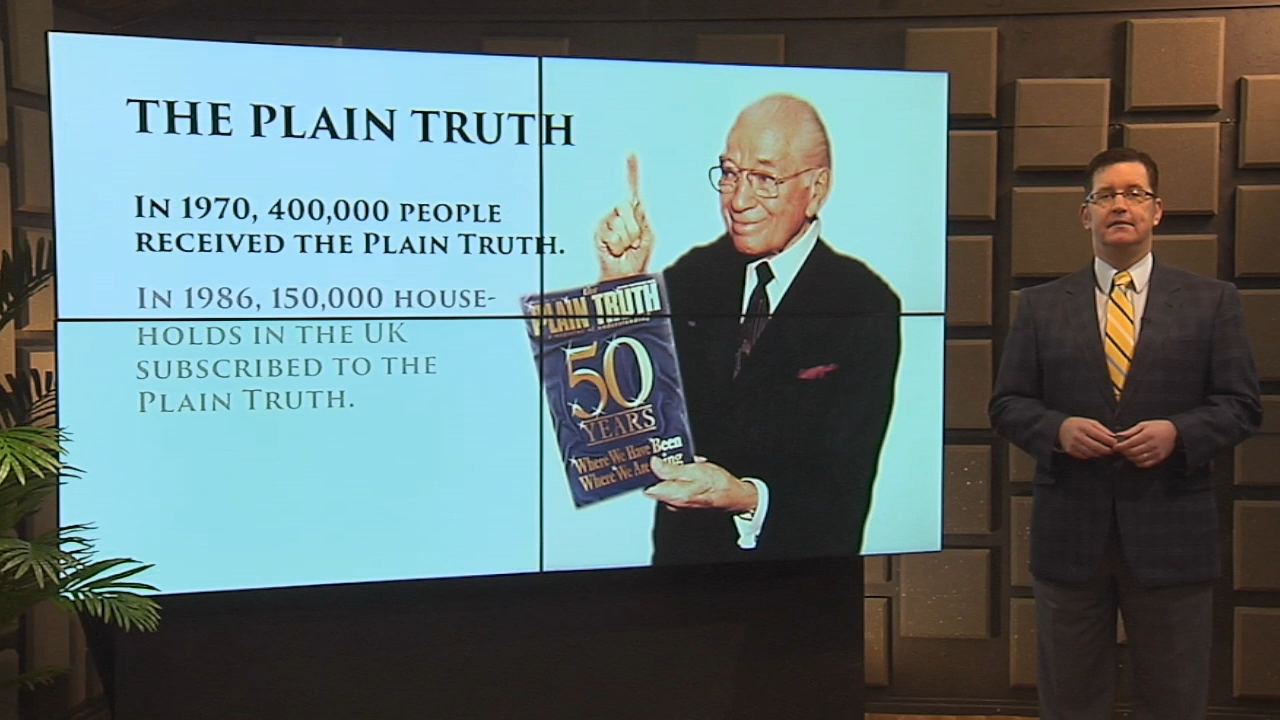 THE PLAIN TRUTH
IN 1970, 400,000 PEOPLE
RECEIVED THE PLAIN TRUTH.
IN 1986, 150,000 HOUSE-
HOLDS IN THE UK
SUBSCRIBED TO THE
PLAIN TRUTH.
The
PLAIN TRUTH
50
YEARS
Where We Have Been
Where We Are